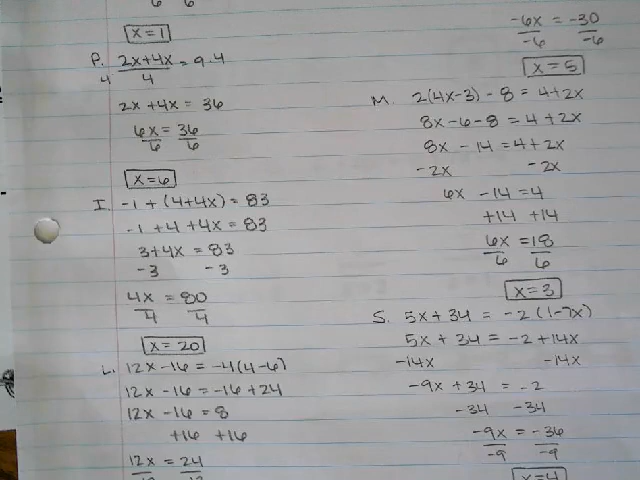 6 6
x=1
P. 2x+4x/4 = 9·4
4
2x+4x = 36
6x/6 = 36/6
x=6
I. -1+(4+4x)=83
-1+4+4x=83
3+4x=83
-3 -3
4x/4 = 80/4
x=20
L. 12x-16=-4(4-6)
12x-16=-16+24
12x-16=8
+16 +16
12x = 24
-6x/-6 = -30/-6
x=5
M. 2(4x-3)-8=4+2x
8x-6-8=4+2x
8x-14=4+2x
-2x -2x
6x-14=4
+14 +14
6x/6 = 18/6
x=3
S. 5x+34=-2(1-7x)
5x+34=-2+14x
-14x -14x
-9x+34=-2
-34 -34
-9x/-9 = -36/-9
x=4